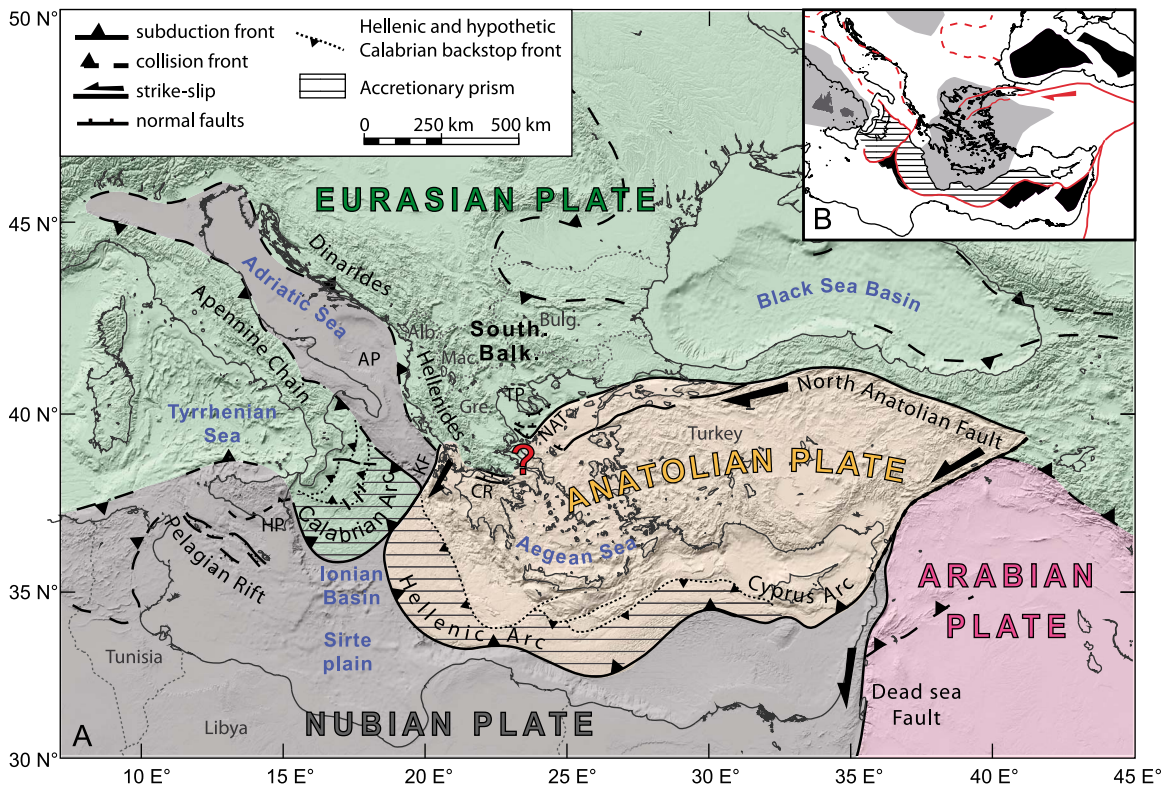 50 N°
45 N°
40 N°
35 N°
30 N°
subduction front
collision front
strike-slip
normal faults
Hellenic and hypothetic
Calabrian backstop front
Accretionary prism
0 250 km 500 km
B
EURASIAN PLATE
Dinarides
Adriatic Sea
Apennine Chain
Black Sea Basin
Alb.
Bulg.
South.
Balk.
Mac.
AP
Hellenides
TP
Gre.
NAT
North Anatolian Fault
Tyrrhenian
Sea
Turkey
KF
?
ANATOLIAN PLATE
CR
Calabrian Arc
HP
Pelagian Rift
Aegean Sea
Ionian
Basin
Hellenic Arc
Cyprus Arc
ARABIAN
PLATE
Sirte
plain
Tunisia
Dead sea
Fault
NUBIAN PLATE
Libya
A
10 E° 15 E° 20 E° 25 E° 30 E° 35 E° 40 E° 45 E°